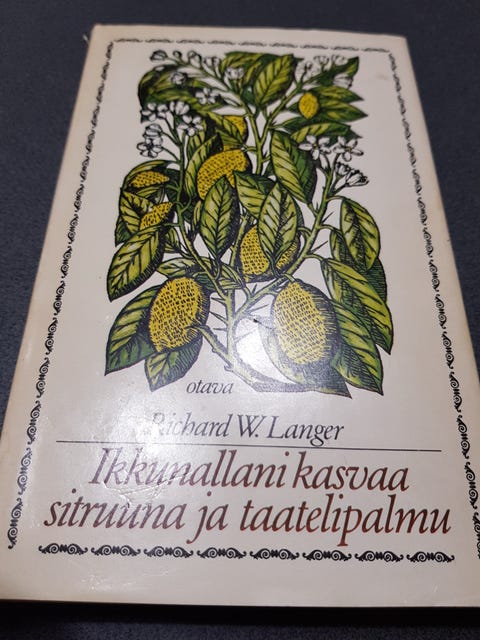 otava
Richard W. Langer
Ikkunallani kasvaa
sitruuna ja taatelipalmu